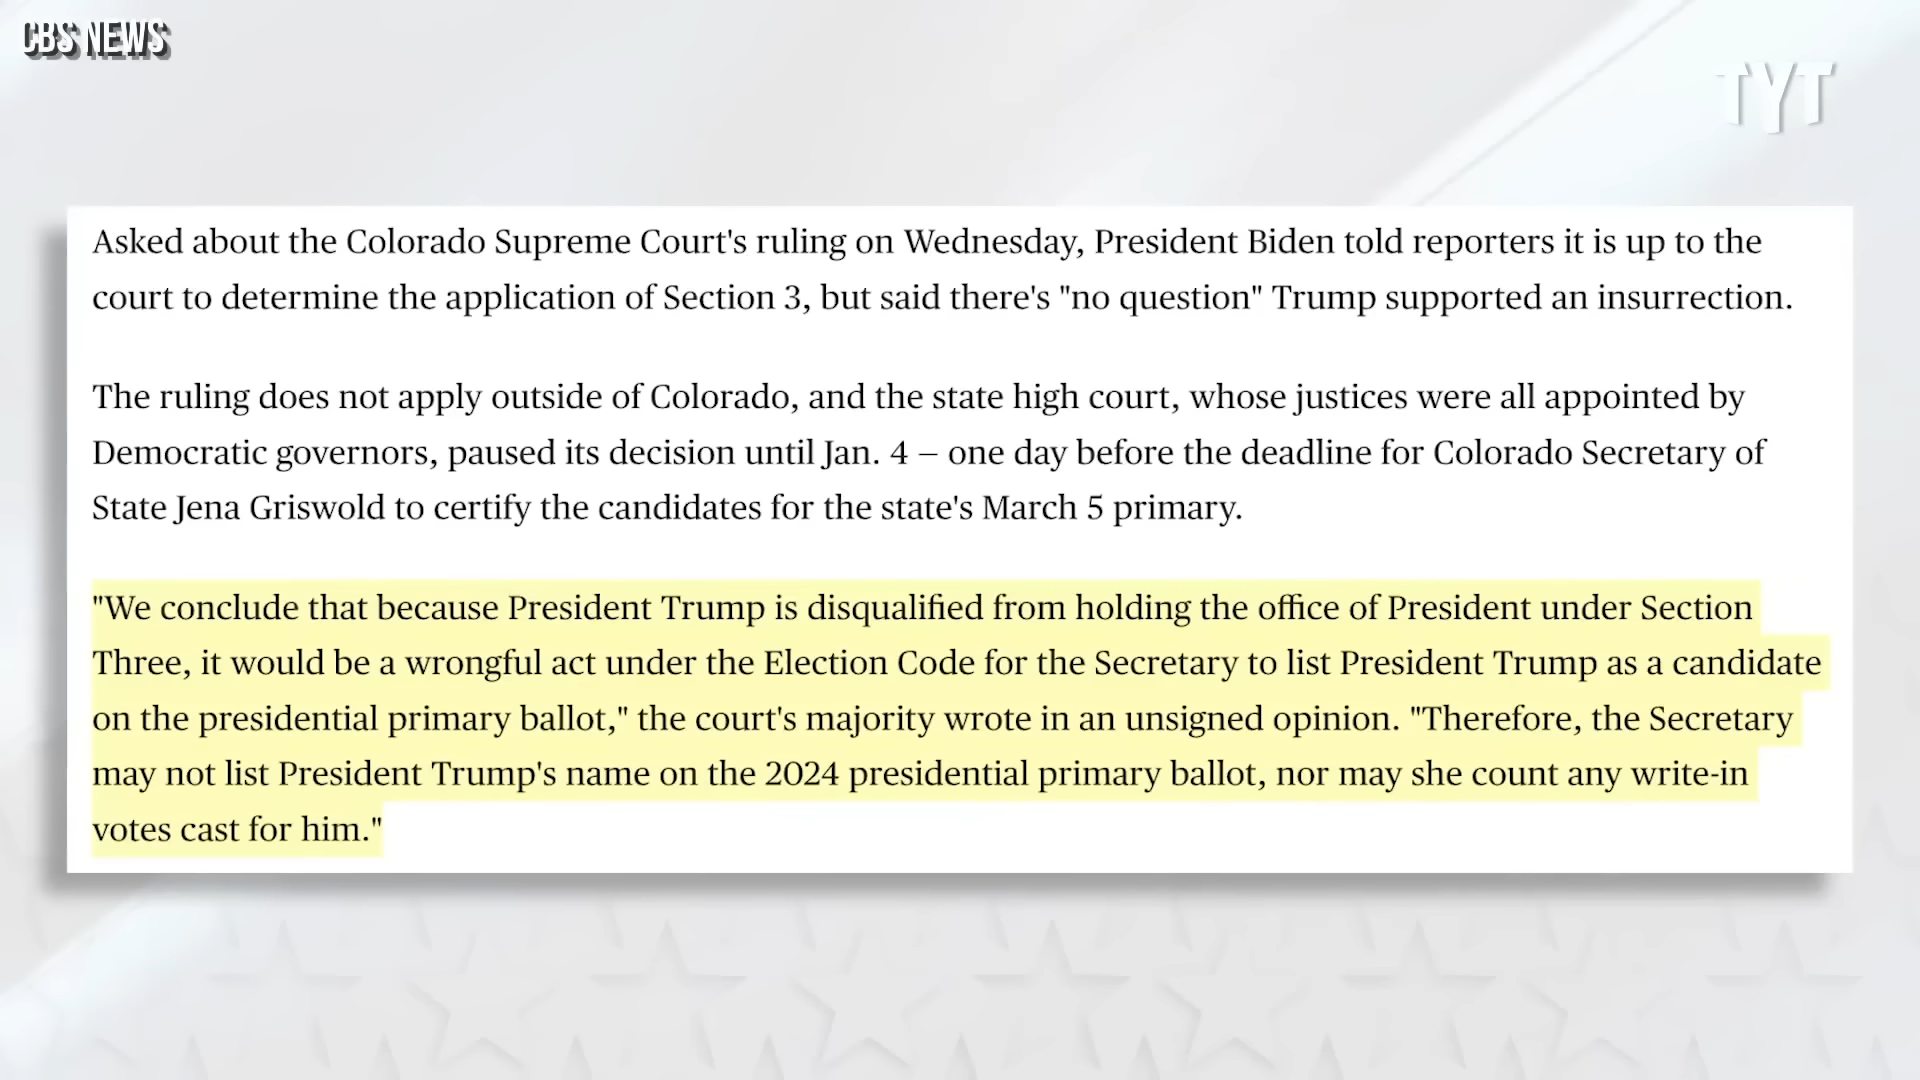 CBS NEWS
TYT
Asked about the Colorado Supreme Court's ruling on Wednesday, President Biden told reporters it is up to the
court to determine the application of Section 3, but said there's "no question" Trump supported an insurrection.
The ruling does not apply outside of Colorado, and the state high court, whose justices were all appointed by
Democratic governors, paused its decision until Jan. 4 – one day before the deadline for Colorado Secretary of
State Jena Griswold to certify the candidates for the state's March 5 primary.
"We conclude that because President Trump is disqualified from holding the office of President under Section
Three, it would be a wrongful act under the Election Code for the Secretary to list President Trump as a candidate
on the presidential primary ballot," the court's majority wrote in an unsigned opinion. "Therefore, the Secretary
may not list President Trump's name on the 2024 presidential primary ballot, nor may she count any write-in
votes cast for him."